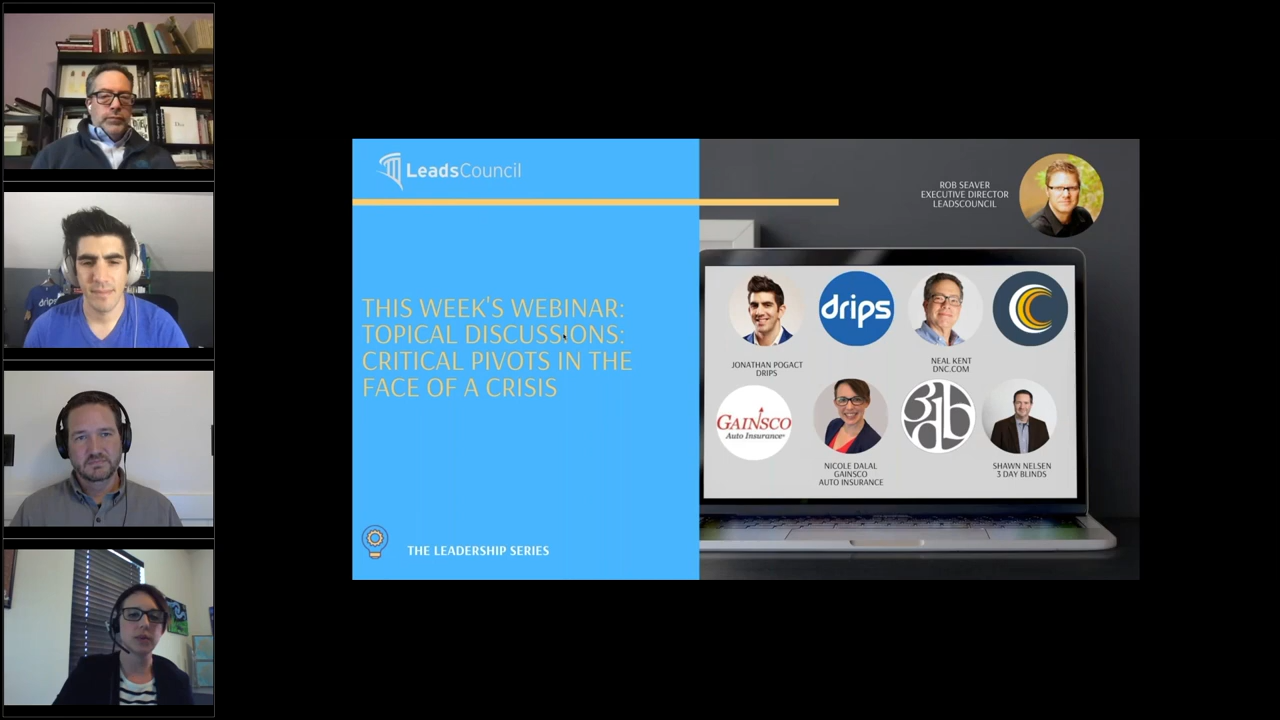 LeadsCouncil
ROB SEAVER
EXECUTIVE DIRECTOR
LEADSCOUNCIL
THIS WEEK'S WEBINAR:
TOPICAL DISCUSSIONS:
CRITICAL PIVOTS IN THE
FACE OF A CRISIS
THE LEADERSHIP SERIES
drips
JONATHAN POGACT
DRIPS
NEAL KENT
DNC.COM
GAINSCO
Auto Insurance
3db
NICOLE DALAL
GAINSCO
AUTO INSURANCE
SHAWN NELSEN
3 DAY BLINDS
drips